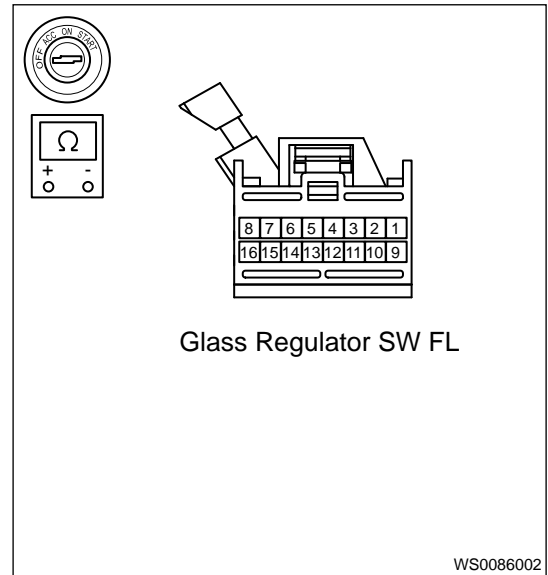 OFF ACC ON START
Ω
+ -
8 7 6 5 4 3 2 1
16 15 14 13 12 11 10 9
Glass Regulator SW FL
WS0086002